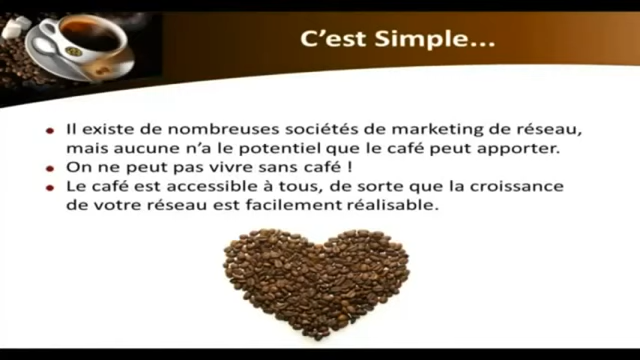 C'est Simple...
• Il existe de nombreuses sociétés de marketing de réseau,
mais aucune n'a le potentiel que le café peut apporter.
• On ne peut pas vivre sans café !
• Le café est accessible à tous, de sorte que la croissance
de votre réseau est facilement réalisable.